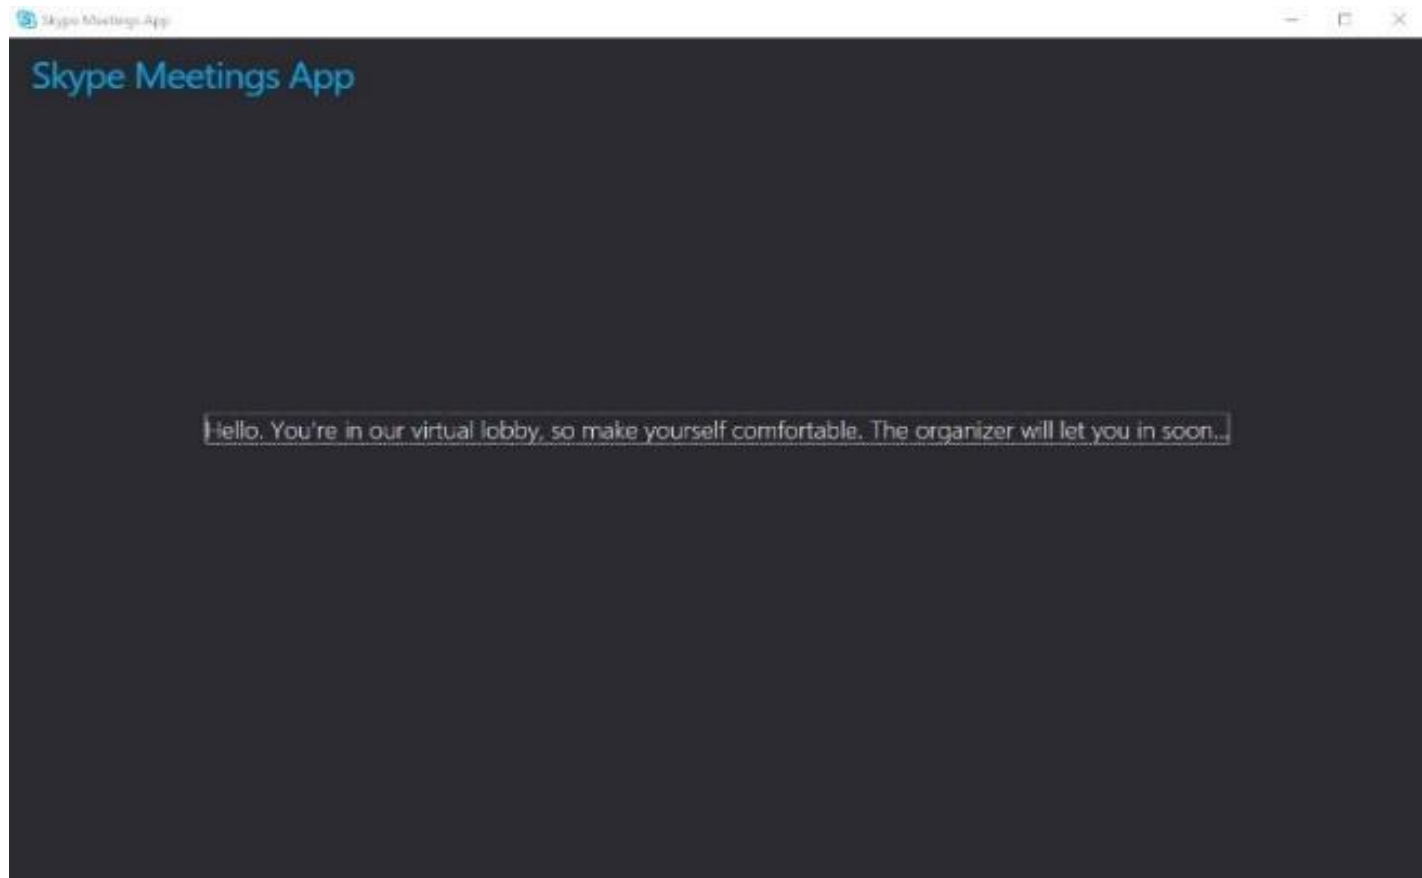 Skype Meetings App
Skype Meetings App
Hello. You're in our virtual lobby, so make yourself comfortable. The organizer will let you in soon...